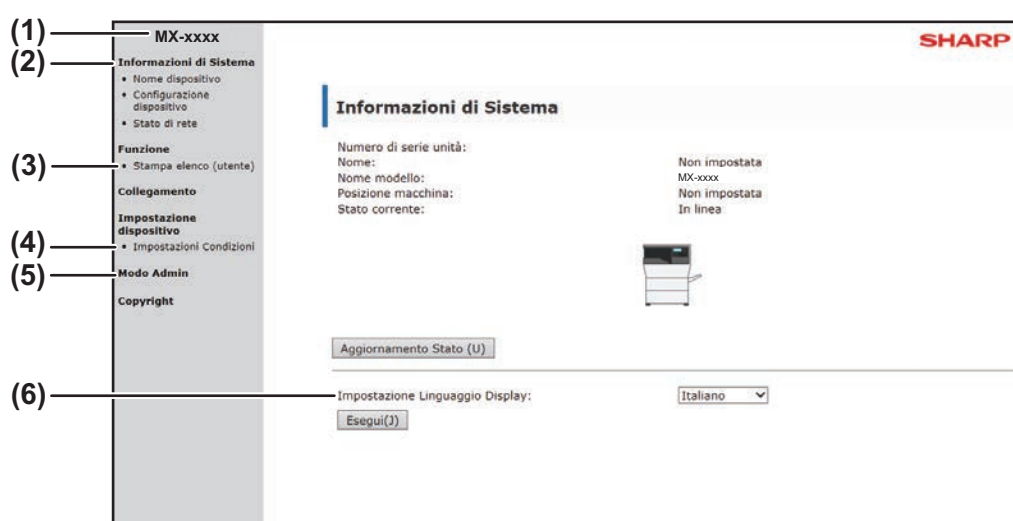 (1)
MX-xxxx
SHARP
(2)
Informazioni di Sistema
• Nome dispositivo
• Configurazione
dispositivo
• Stato di rete
Funzione
(3)
• Stampa elenco (utente)
Collegamento
Impostazione
dispositivo
(4)
• Impostazioni Condizioni
(5)
Modo Admin
Copyright
Informazioni di Sistema
Numero di serie unità:
Nome: Non impostata
Nome modello: MX-xxxx
Posizione macchina: Non impostata
Stato corrente: In linea
Aggiornamento Stato (U)
(6)
Impostazione Linguaggio Display: Italiano
Esegui(J)